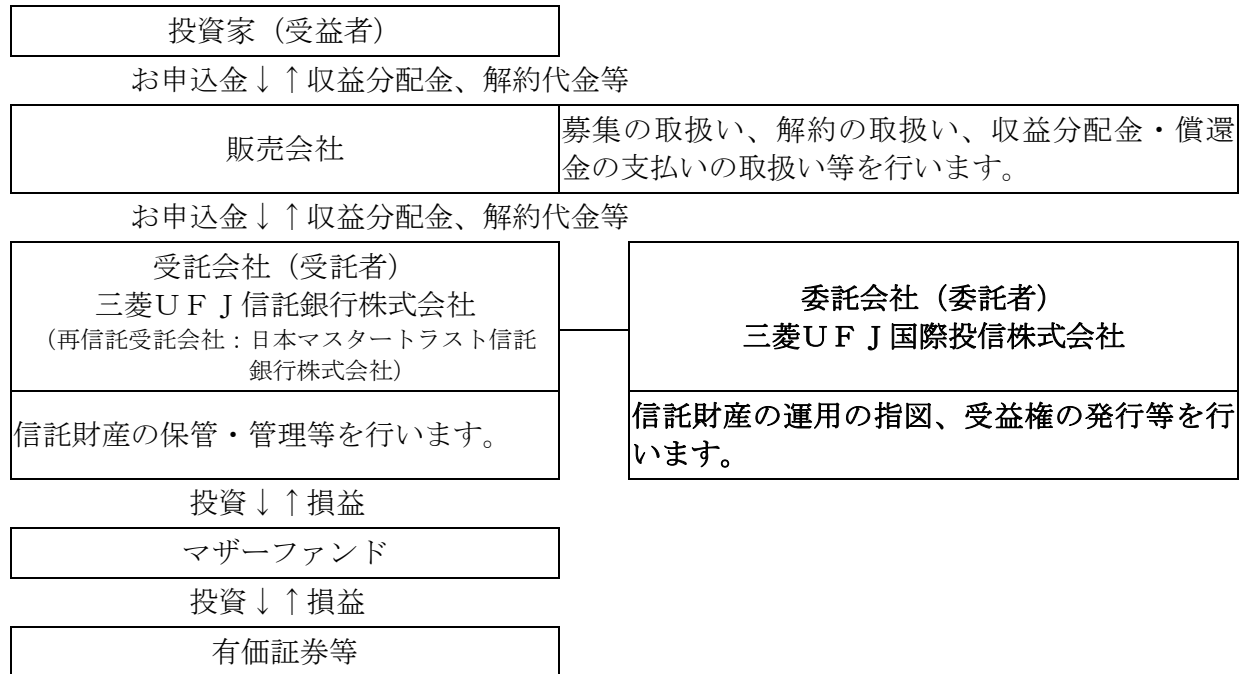 投資家（受益者）
お申込金↓↑収益分配金、解約代金等
販売会社
募集の取扱い、解約の取扱い、収益分配金・償還
金の支払いの取扱い等を行います。
お申込金↓↑収益分配金、解約代金等
受託会社（受託者）
三菱ＵＦＪ信託銀行株式会社
（再信託受託会社：日本マスタートラスト信託
銀行株式会社）
信託財産の保管・管理等を行います。
委託会社（委託者）
三菱ＵＦＪ国際投信株式会社
信託財産の運用の指図、受益権の発行等を行
います。
投資↓↑損益
マザーファンド
投資↓↑損益
有価証券等